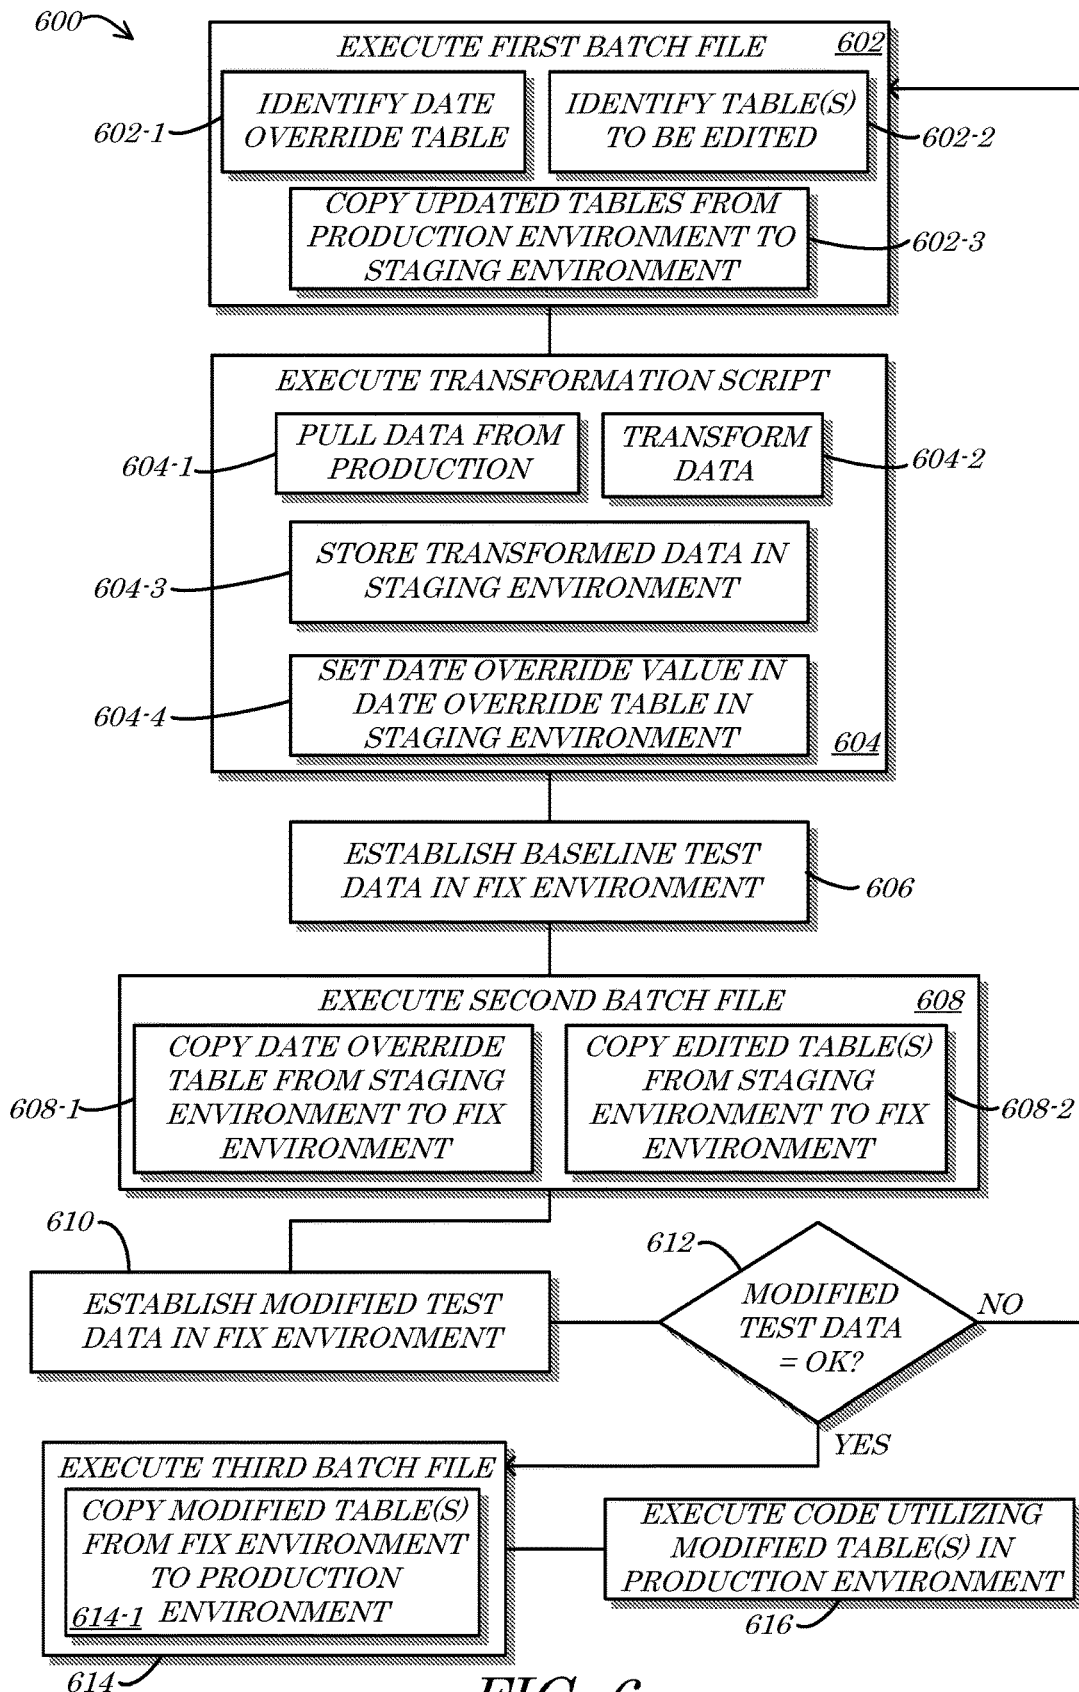 600
EXECUTE FIRST BATCH FILE
602
IDENTIFY DATE
OVERRIDE TABLE
602-1
IDENTIFY TABLE(S)
TO BE EDITED
602-2
COPY UPDATED TABLES FROM
PRODUCTION ENVIRONMENT TO
STAGING ENVIRONMENT
602-3
EXECUTE TRANSFORMATION SCRIPT
PULL DATA FROM
PRODUCTION
604-1
TRANSFORM
DATA
604-2
STORE TRANSFORMED DATA IN
STAGING ENVIRONMENT
604-3
SET DATE OVERRIDE VALUE IN
DATE OVERRIDE TABLE IN
STAGING ENVIRONMENT
604-4
604
ESTABLISH BASELINE TEST
DATA IN FIX ENVIRONMENT
606
EXECUTE SECOND BATCH FILE
608
COPY DATE OVERRIDE
TABLE FROM STAGING
ENVIRONMENT TO FIX
ENVIRONMENT
608-1
COPY EDITED TABLE(S)
FROM STAGING
ENVIRONMENT TO FIX
ENVIRONMENT
608-2
610
ESTABLISH MODIFIED TEST
DATA IN FIX ENVIRONMENT
612
MODIFIED
TEST DATA
= OK?
NO
YES
EXECUTE THIRD BATCH FILE
COPY MODIFIED TABLE(S)
FROM FIX ENVIRONMENT
TO PRODUCTION
ENVIRONMENT
614-1
614
EXECUTE CODE UTILIZING
MODIFIED TABLE(S) IN
PRODUCTION ENVIRONMENT
616
FIG. 6